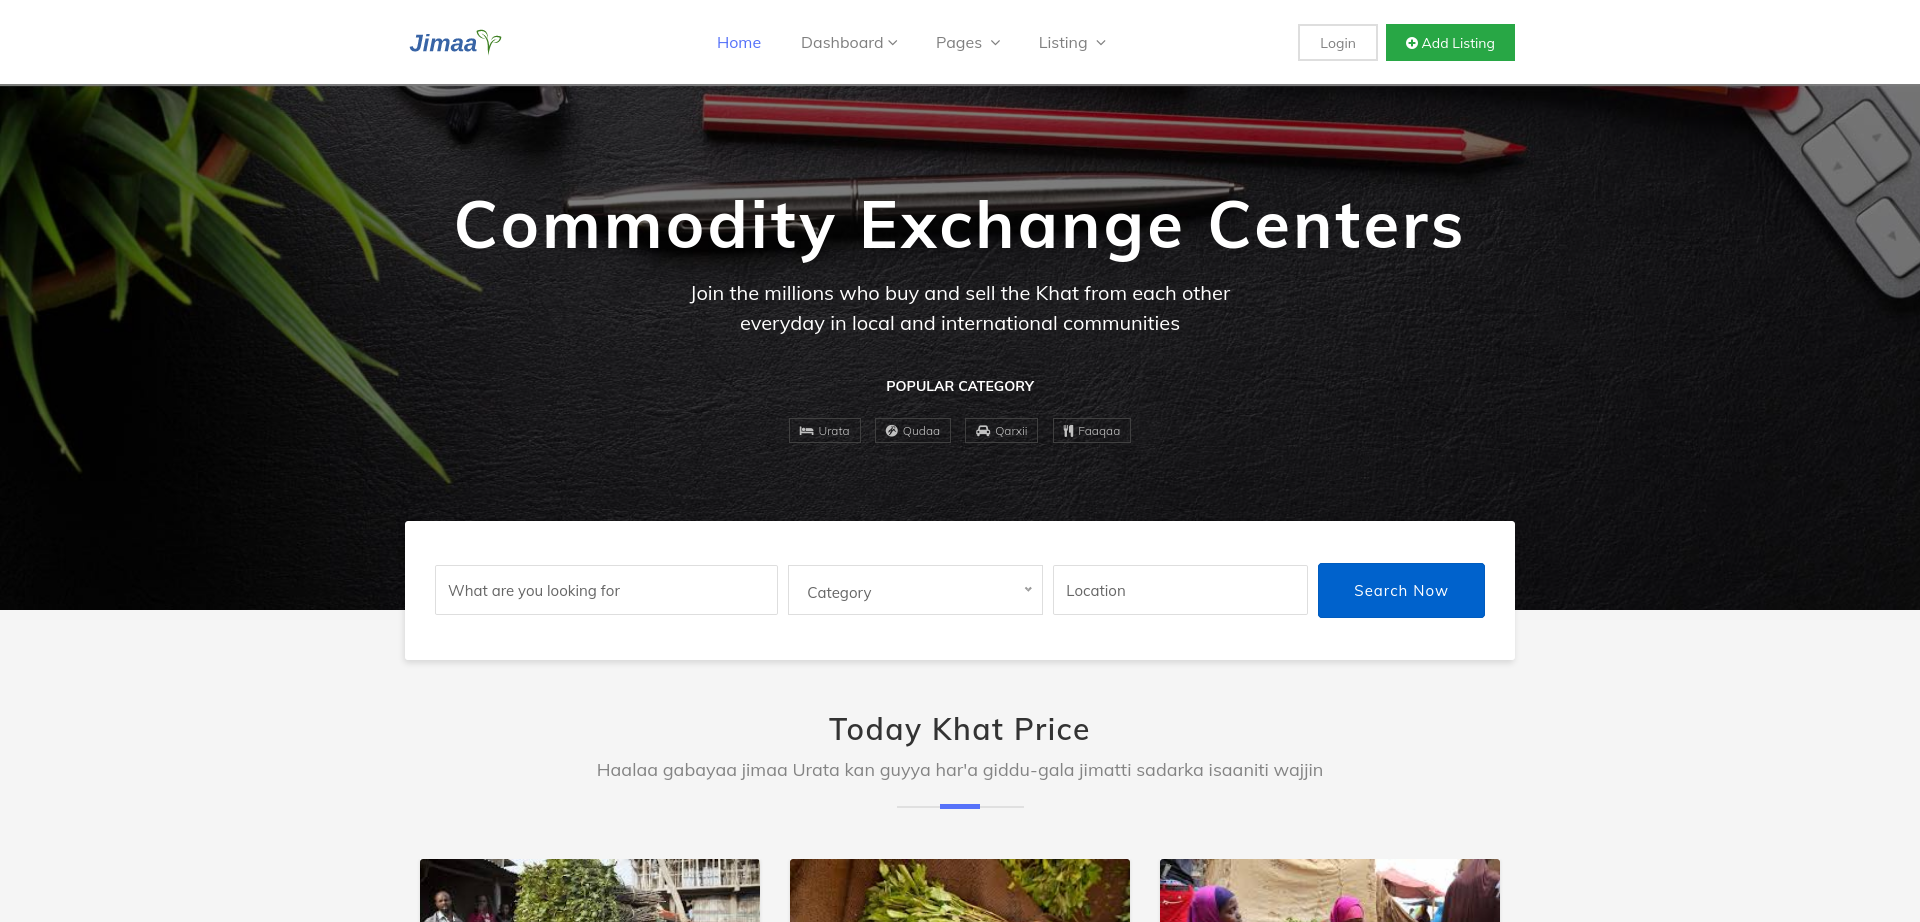 Jimaa
Home
Dashboard
Pages
Listing
Login
Add Listing
Commodity Exchange Centers
Join the millions who buy and sell the Khat from each other
everyday in local and international communities
POPULAR CATEGORY
Urata
Qudaa
Qarxii
Faaqaa
What are you looking for
Category
Location
Search Now
Today Khat Price
Haalaa gabayaa jimaa Urata kan guyya har'a giddu-gala jimatti sadarka isaaniti wajjin